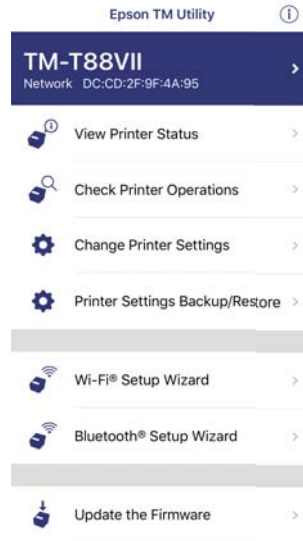 Epson TM Utility
TM-T88VII
Network DC:CD:2F:9F:4A:95
View Printer Status
Check Printer Operations
Change Printer Settings
Printer Settings Backup/Restore
Wi-Fi® Setup Wizard
Bluetooth® Setup Wizard
Update the Firmware